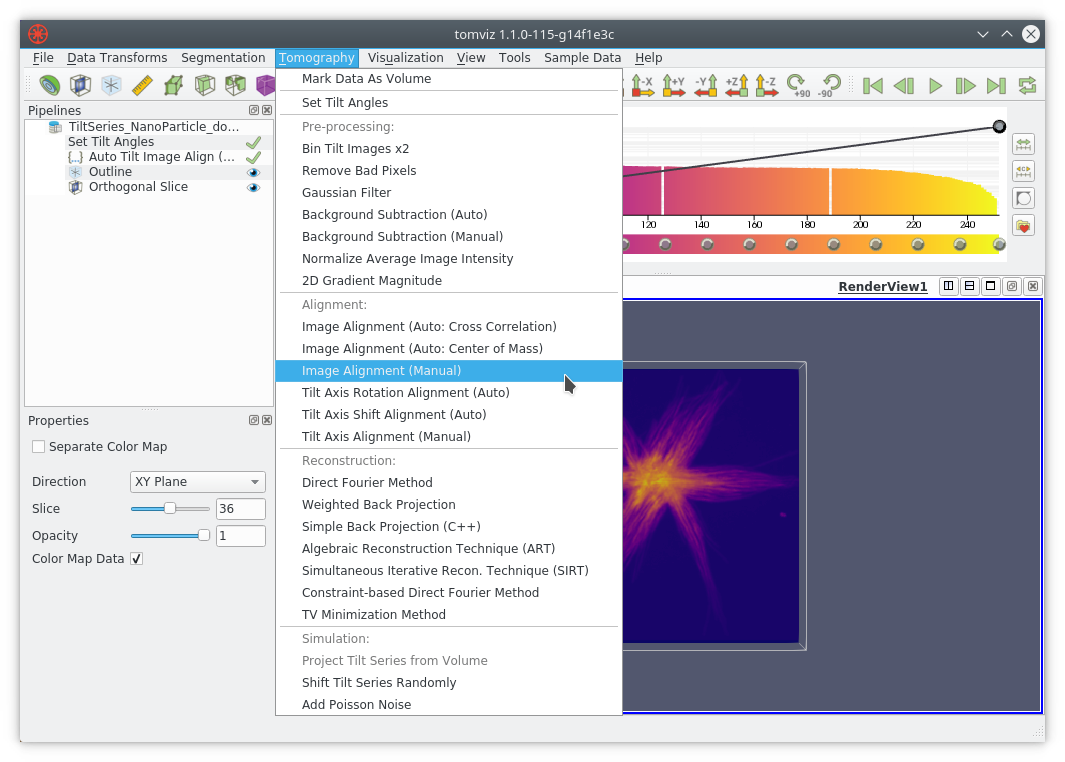 tomviz 1.1.0-115-g14f1e3c
File Data Transforms Segmentation Tomography Visualization View Tools Sample Data Help
-X +Y -Y +Z -Z +90 -90
Pipelines
TiltSeries_NanoParticle_do...
Set Tilt Angles
Auto Tilt Image Align (...
Outline
Orthogonal Slice
Properties
Separate Color Map
Direction XY Plane
Slice 36
Opacity 1
Color Map Data
Mark Data As Volume
Set Tilt Angles
Pre-processing:
Bin Tilt Images x2
Remove Bad Pixels
Gaussian Filter
Background Subtraction (Auto)
Background Subtraction (Manual)
Normalize Average Image Intensity
2D Gradient Magnitude
Alignment:
Image Alignment (Auto: Cross Correlation)
Image Alignment (Auto: Center of Mass)
Image Alignment (Manual)
Tilt Axis Rotation Alignment (Auto)
Tilt Axis Shift Alignment (Auto)
Tilt Axis Alignment (Manual)
Reconstruction:
Direct Fourier Method
Weighted Back Projection
Simple Back Projection (C++)
Algebraic Reconstruction Technique (ART)
Simultaneous Iterative Recon. Technique (SIRT)
Constraint-based Direct Fourier Method
TV Minimization Method
Simulation:
Project Tilt Series from Volume
Shift Tilt Series Randomly
Add Poisson Noise
120 140 160 180 200 220 240
RenderView1